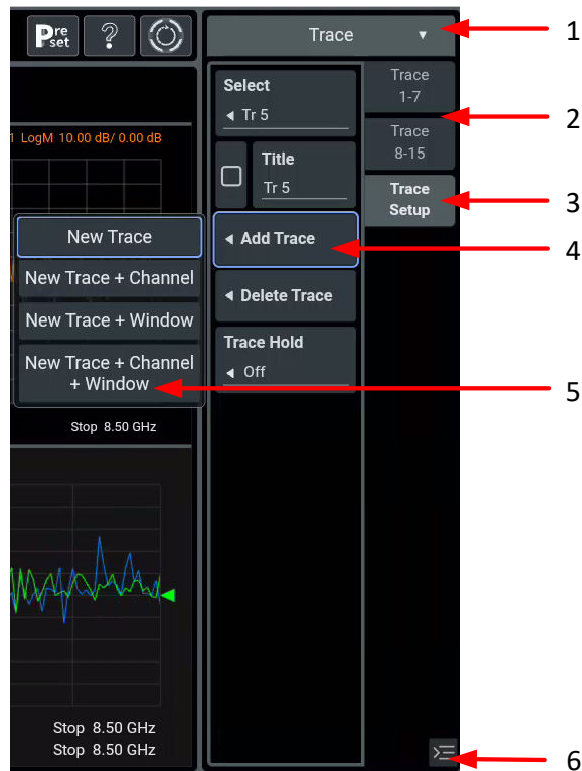 Preset
?
Trace
1
Select
Tr 5
Trace
1-7
2
1 LogM 10.00 dB/ 0.00 dB
Title
Tr 5
Trace
8-15
Trace
Setup
3
New Trace
Add Trace
4
New Trace + Channel
Delete Trace
New Trace + Window
Trace Hold
Off
New Trace + Channel
+ Window
5
Stop 8.50 GHz
Stop 8.50 GHz
Stop 8.50 GHz
6